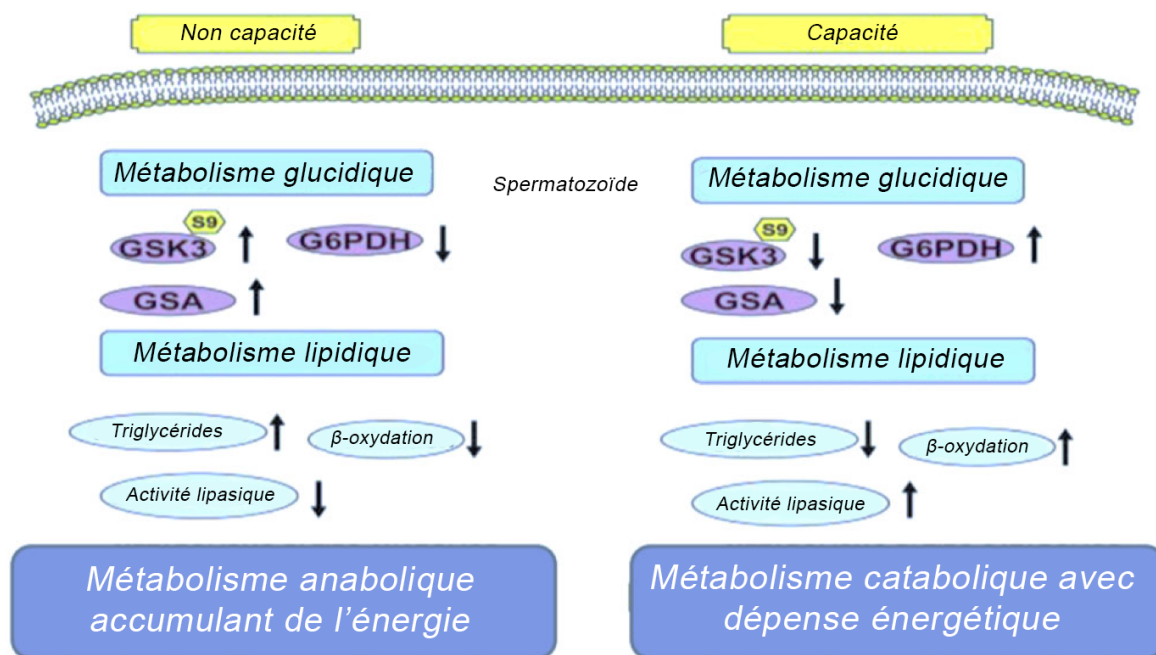 Non capacité
Capacité
Métabolisme glucidique
Spermatozoïde
Métabolisme glucidique
S9
GSK3
G6PDH
GSA
S9
GSK3
G6PDH
GSA
Métabolisme lipidique
Métabolisme lipidique
Triglycérides
β-oxydation
Activité lipasique
Triglycérides
β-oxydation
Activité lipasique
Métabolisme anabolique
accumulant de l’énergie
Métabolisme catabolique avec
dépense énergétique